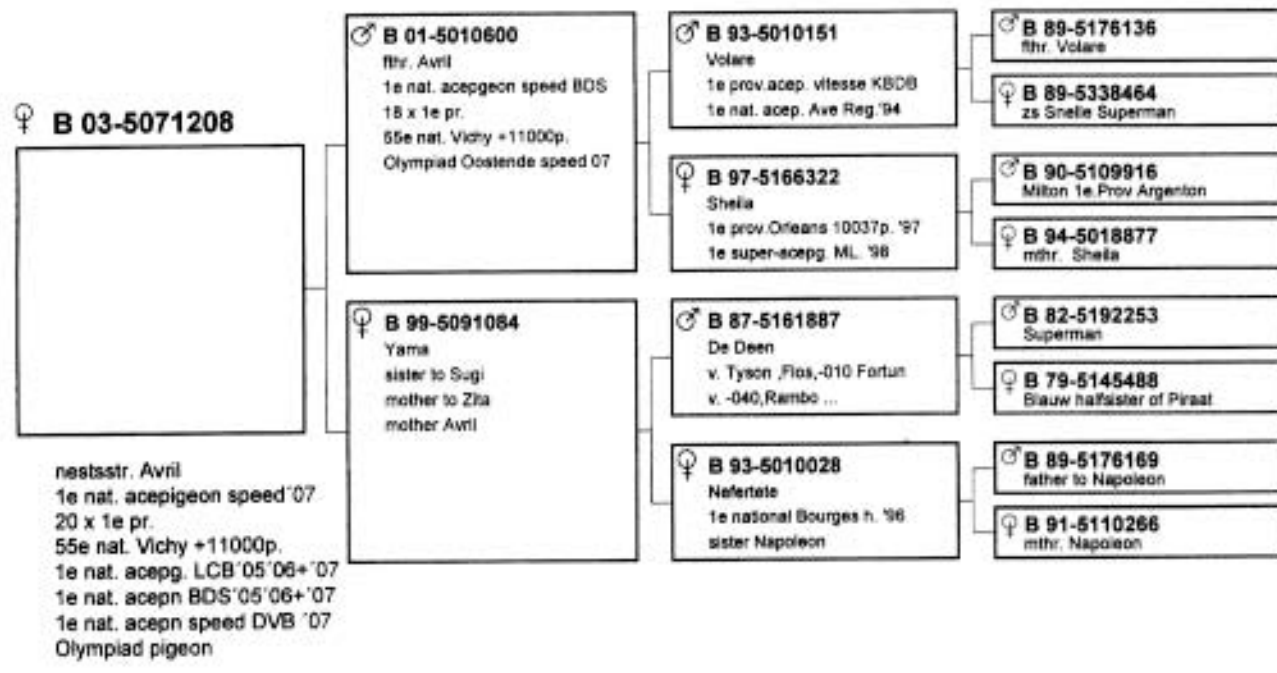 ♀ B 03-5071208
nestsstr. Avril
1e nat. acepigeon speed´07
20 x 1e pr.
55e nat. Vichy +11000p.
1e nat. acepg. LCB´05´06+´07
1e nat. acepn BDS´05´06+´07
1e nat. acepn speed DVB ´07
Olympiad pigeon
♂ B 01-5010600
fthr. Avril
1e nat. acepgeon speed BDS
18 x 1e pr.
55e nat. Vichy +11000p.
Olympiad Oostende speed 07
♀ B 99-5091084
Yama
sister to Sugi
mother to Zita
mother Avril
♂ B 93-5010151
Volare
1e prov.acep. vitesse KBDB
1e nat. acep. Ave Reg.'94
♀ B 97-5166322
Sheila
1e prov.Orleans 10037p. '97
1e super-acepg. ML. '98
♂ B 87-5161887
De Deen
v. Tyson ,Flos,-010 Fortun
v. -040,Rambo ...
♀ B 93-5010028
Nefertete
1e national Bourges h. '96
sister Napoleon
♂ B 89-5176136
fthr. Volare
♀ B 89-5338464
zs Snelle Superman
♂ B 90-5109916
Milton 1e.Prov Argenton
♀ B 94-5018877
mthr. Sheila
♂ B 82-5192253
Superman
♀ B 79-5145488
Blauw halfsister of Piraat
♂ B 89-5176169
father to Napoleon
♀ B 91-5110266
mthr. Napoleon